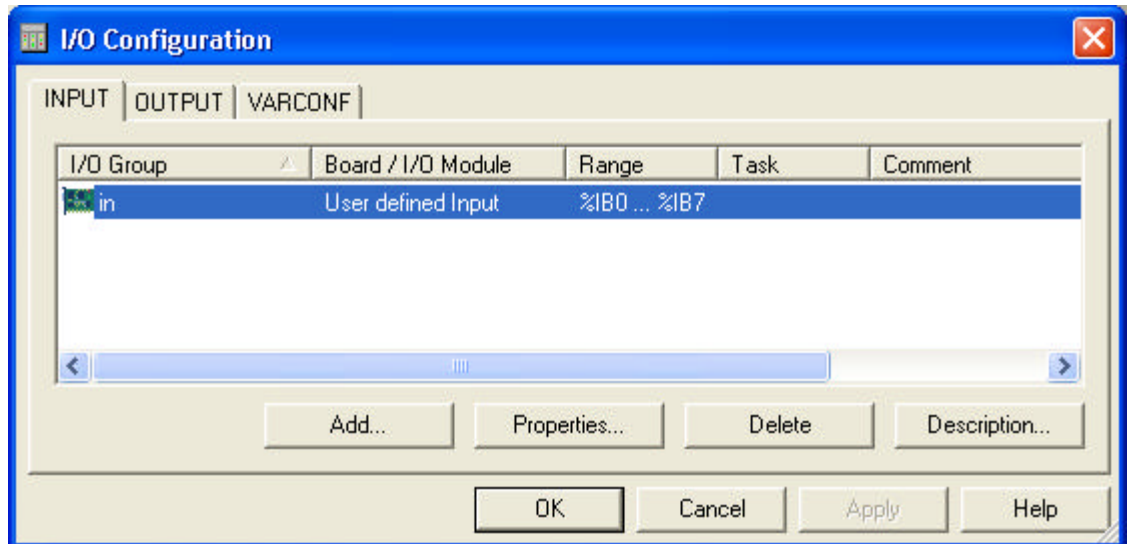 I/O Configuration
INPUT OUTPUT VARCONF
I/O Group Board / I/O Module Range Task Comment
in User defined Input %IB0 ... %IB7
Add... Properties... Delete Description...
OK Cancel Apply Help